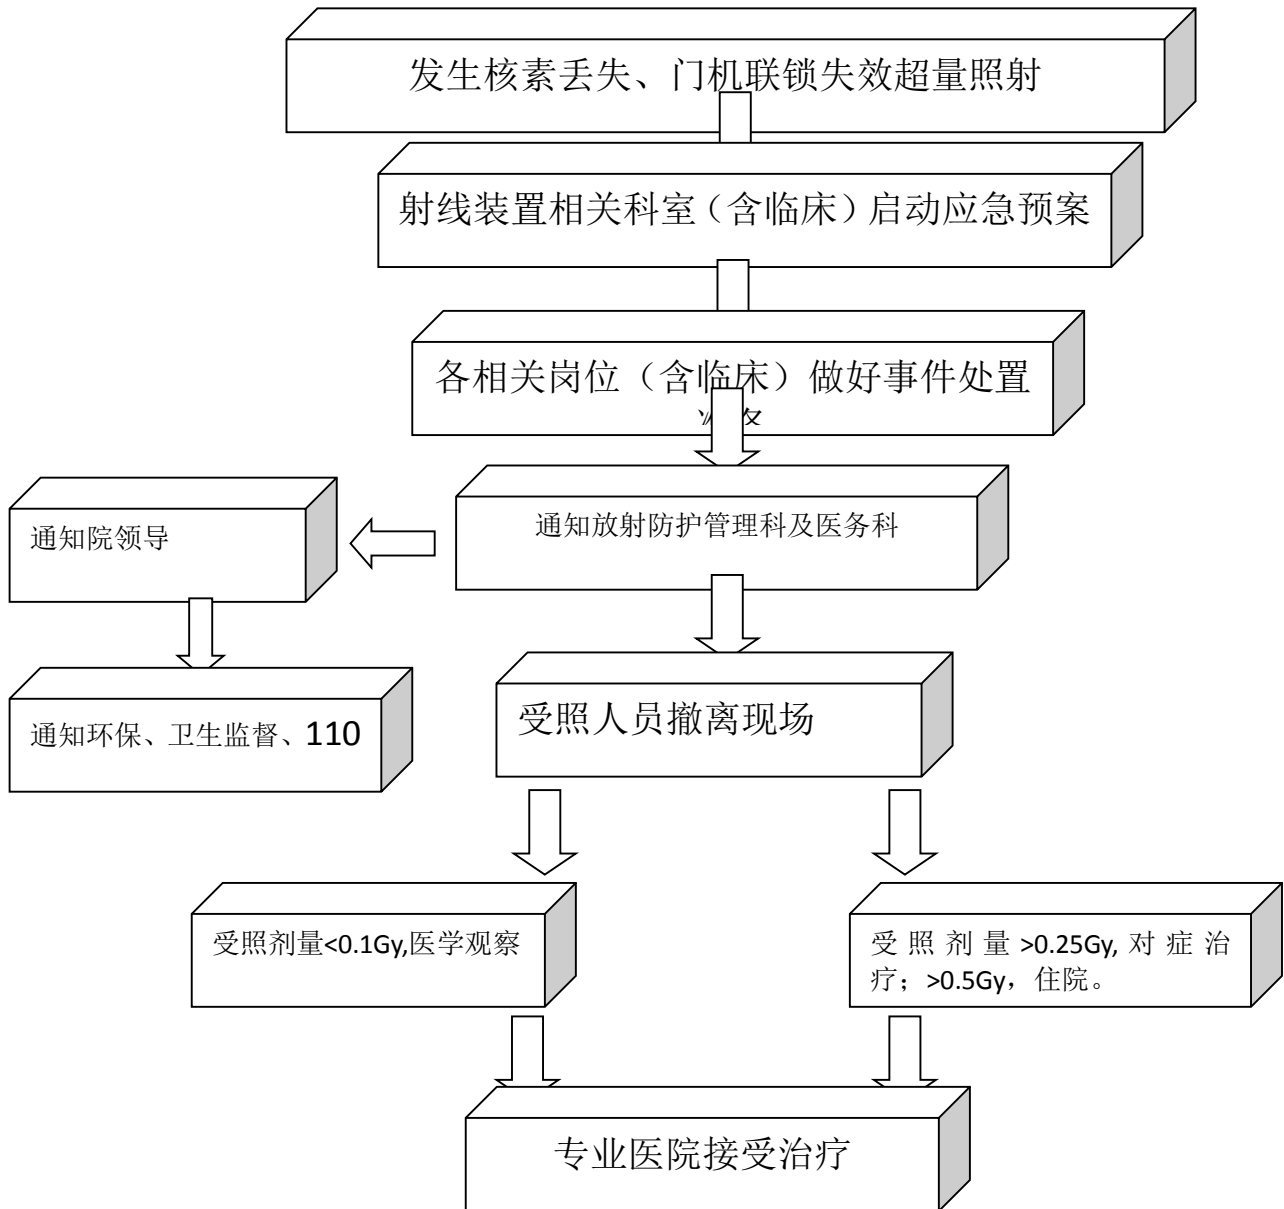 发生核素丢失、门机联锁失效超量照射
射线装置相关科室（含临床）启动应急预案
各相关岗位（含临床）做好事件处置
通知院领导
通知放射防护管理科及医务科
通知环保、卫生监督、110
受照人员撤离现场
受照剂量<0.1Gy,医学观察
受照剂量>0.25Gy,对症治
疗；>0.5Gy，住院。
专业医院接受治疗